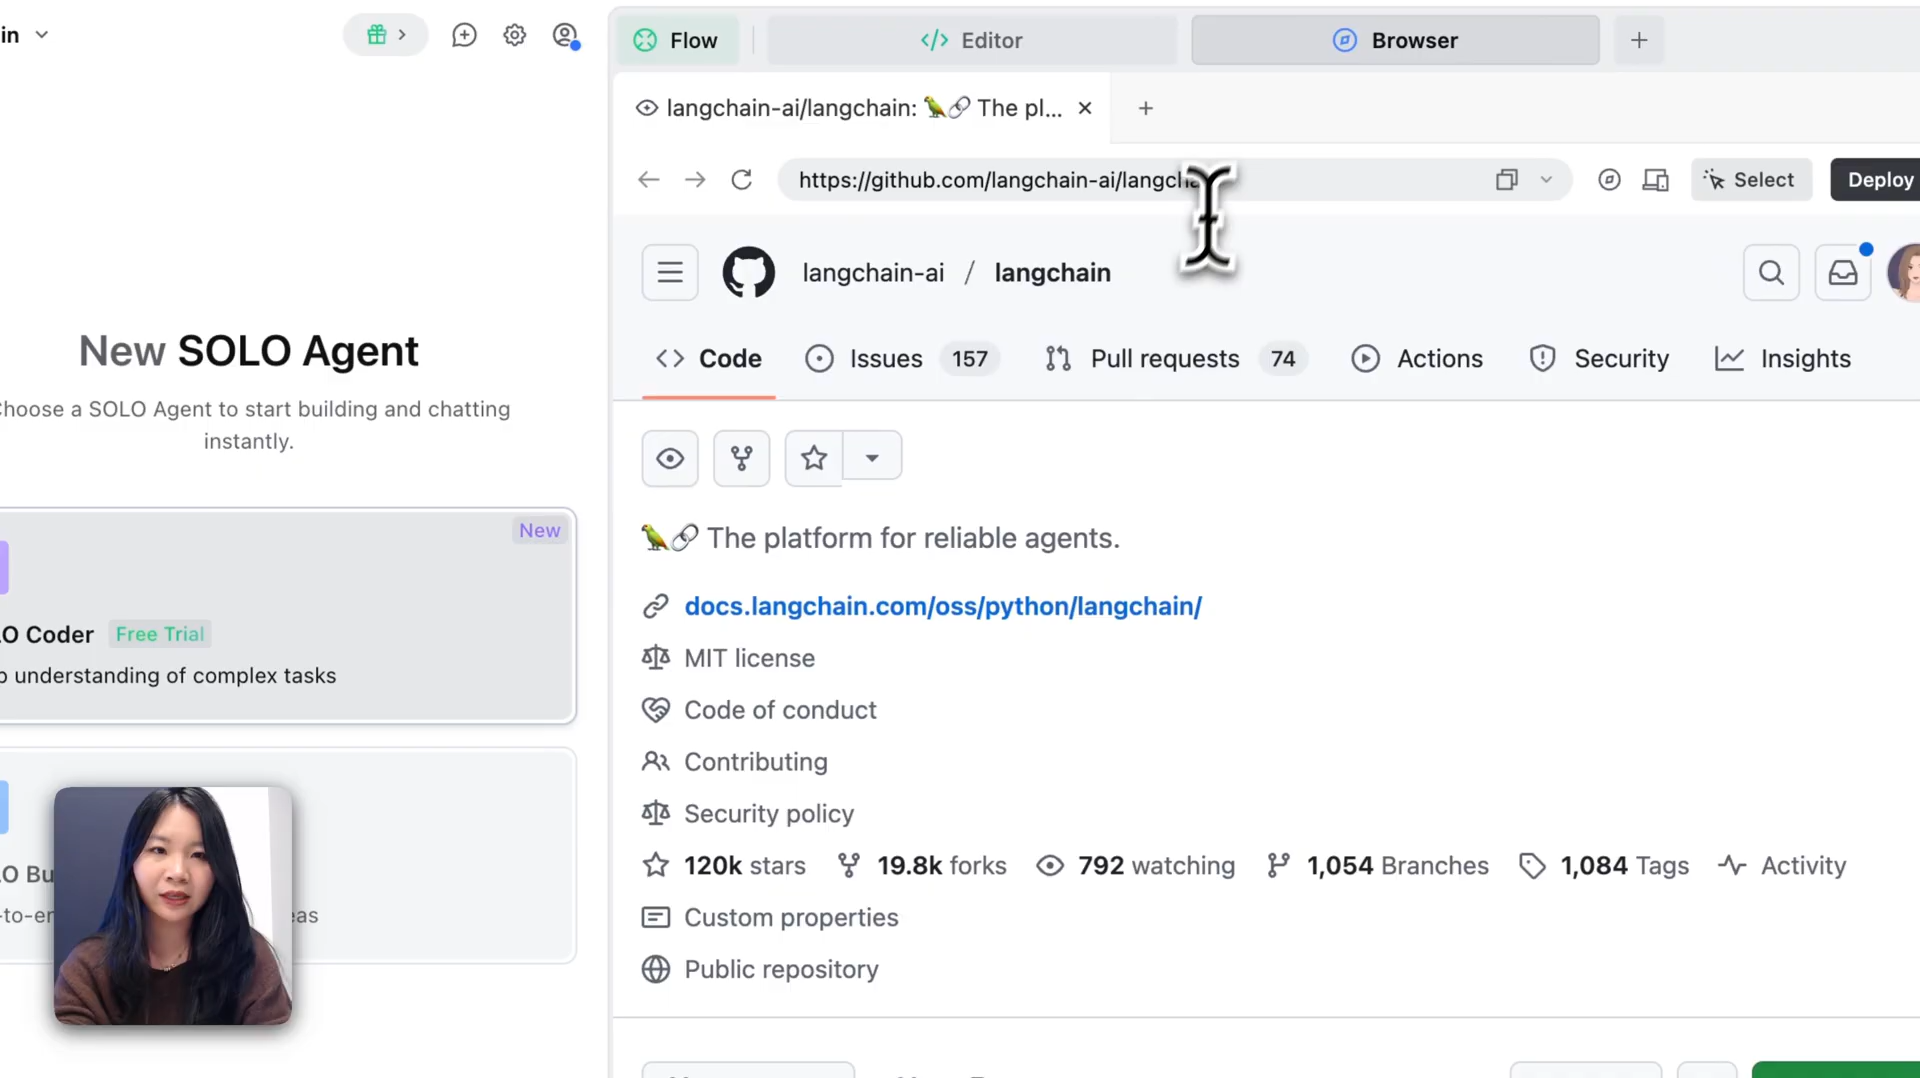 in
Flow
Editor
Browser
langchain-ai/langchain: 🦜🔗 The pl...
https://github.com/langchain-ai/langcha
Select
Deploy
langchain-ai / langchain
Code
Issues 157
Pull requests 74
Actions
Security
Insights
New SOLO Agent
Choose a SOLO Agent to start building and chatting
instantly.
New
O Coder Free Trial
p understanding of complex tasks
O Bu
-to-en
eas
🦜🔗 The platform for reliable agents.
docs.langchain.com/oss/python/langchain/
MIT license
Code of conduct
Contributing
Security policy
120k stars
19.8k forks
792 watching
1,054 Branches
1,084 Tags
Activity
Custom properties
Public repository